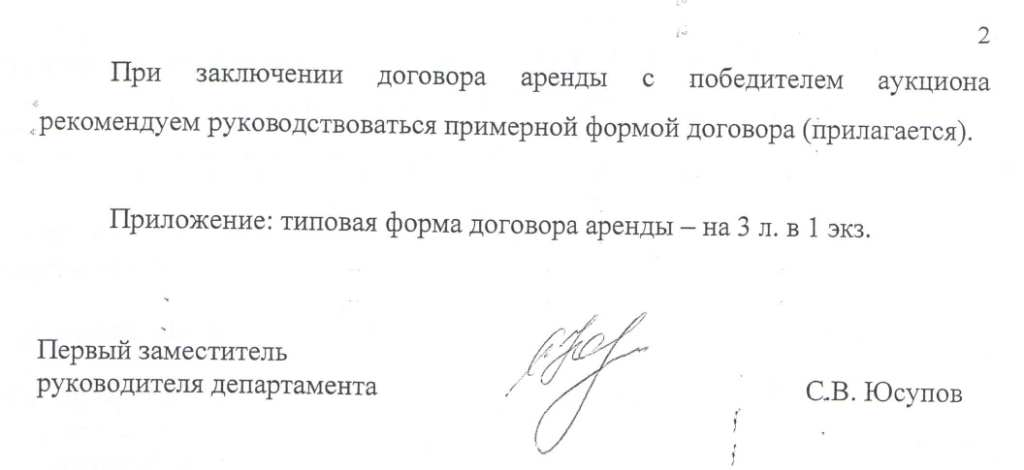 2
При заключении договора аренды с победителем аукциона
рекомендуем руководствоваться примерной формой договора (прилагается).
Приложение: типовая форма договора аренды – на 3 л. в 1 экз.
Первый заместитель
руководителя департамента
С.В. Юсупов